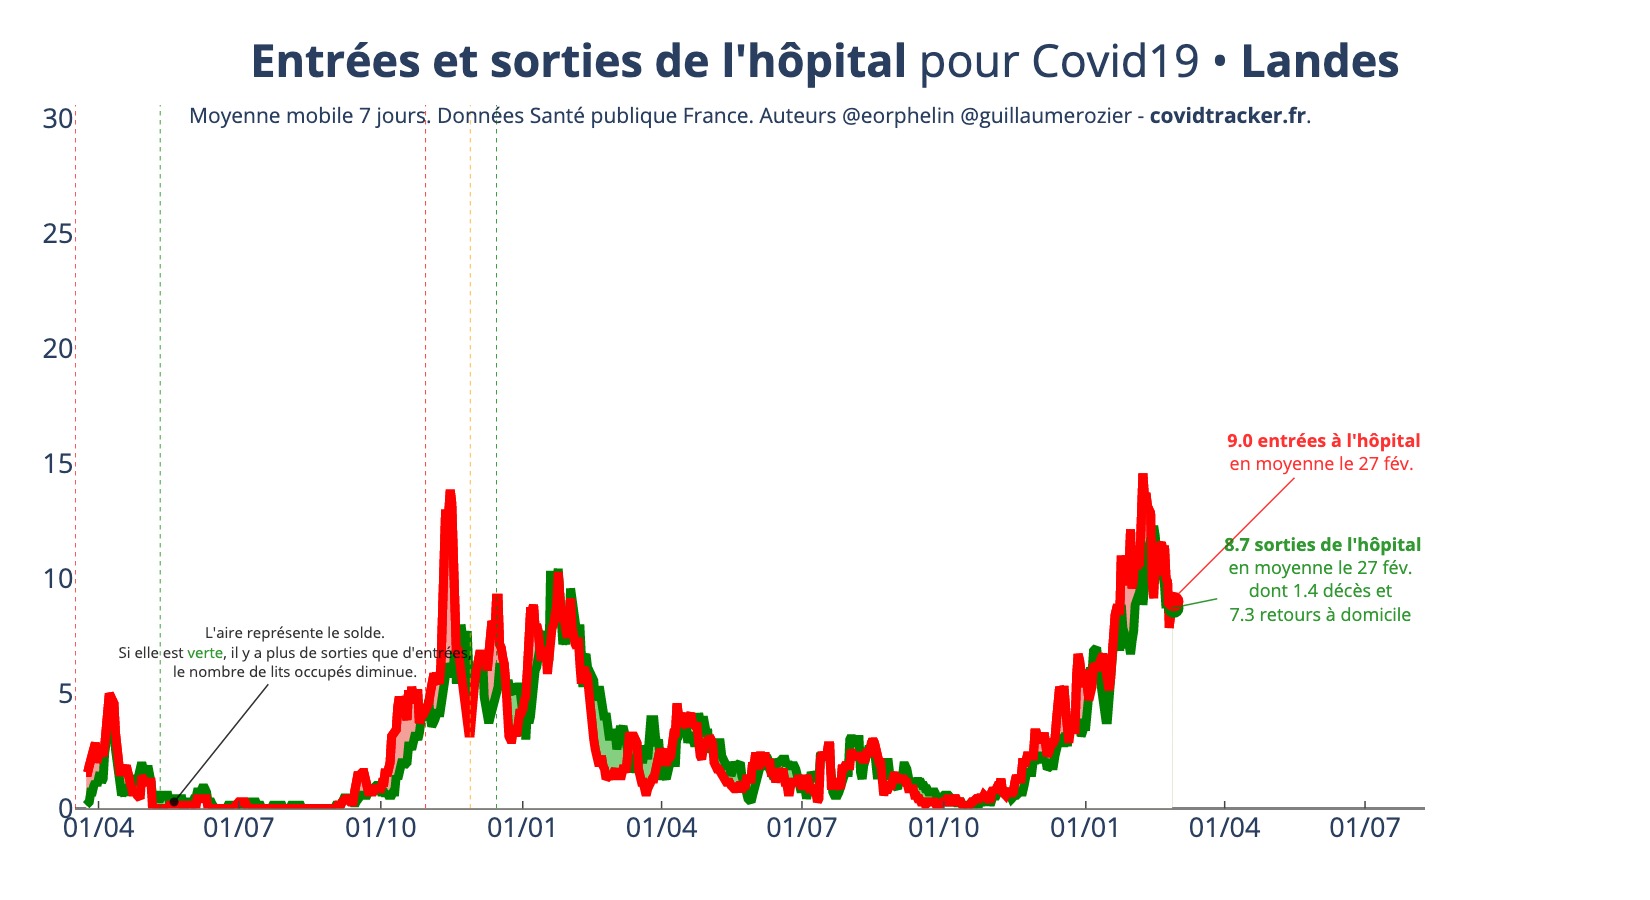 Entrées et sorties de l'hôpital pour Covid19 • Landes
Moyenne mobile 7 jours. Données Santé publique France. Auteurs @eorphelin @guillaumerozier - covidtracker.fr.
30
25
20
15
10
5
0
9.0 entrées à l'hôpital
en moyenne le 27 fév.
8.7 sorties de l'hôpital
en moyenne le 27 fév.
dont 1.4 décès et
7.3 retours à domicile
L'aire représente le solde.
Si elle est verte, il y a plus de sorties que d'entrées,
le nombre de lits occupés diminue.
01/04 01/07 01/10 01/01 01/04 01/07 01/10 01/01 01/04 01/07